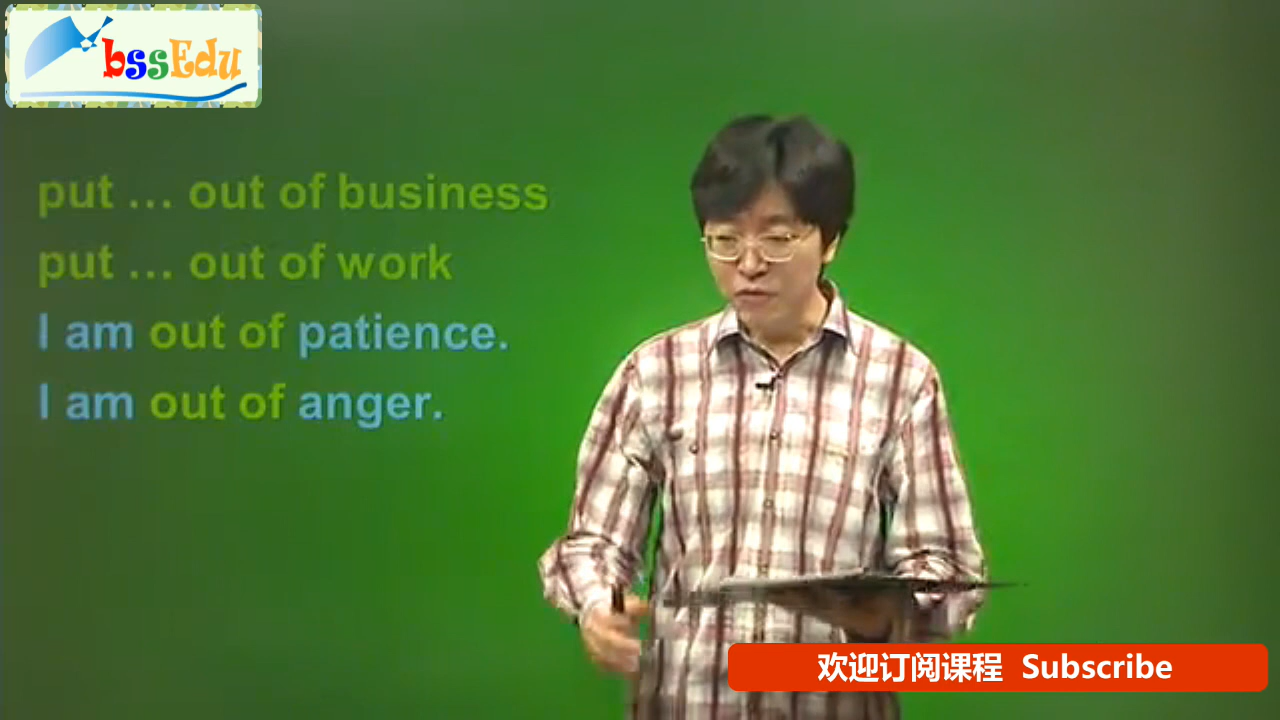 bssEdu
put ... out of business
put ... out of work
I am out of patience.
I am out of anger.
欢迎订阅课程 Subscribe